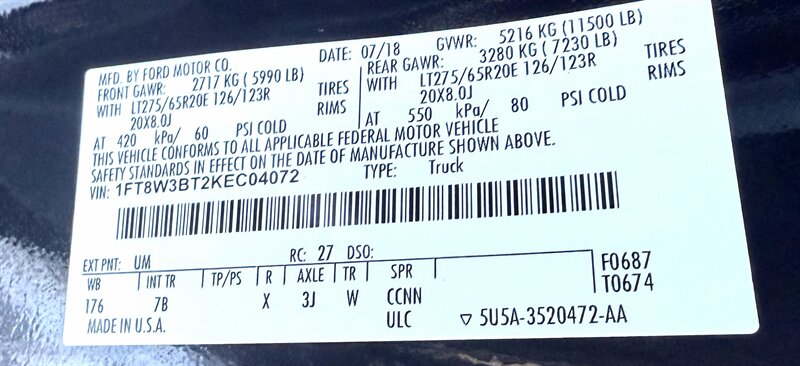 MFD. BY FORD MOTOR CO. DATE: 07/18 GVWR: 5216 KG (11500 LB)
FRONT GAWR: 2717 KG ( 5990 LB) REAR GAWR: 3280 KG ( 7230 LB)
WITH LT275/65R20E 126/123R TIRES WITH LT275/65R20E 126/123R TIRES
20X8.0J RIMS 20X8.0J RIMS
AT 420 kPa/ 60 PSI COLD AT 550 kPa/ 80 PSI COLD
THIS VEHICLE CONFORMS TO ALL APPLICABLE FEDERAL MOTOR VEHICLE
SAFETY STANDARDS IN EFFECT ON THE DATE OF MANUFACTURE SHOWN ABOVE.
VIN: 1FT8W3BT2KEC04072 TYPE: Truck
EXT PNT: UM RC: 27 DSO: F0687
WB INT TR TP/PS R AXLE TR SPR T0674
176 7B X 3J W CCNN
MADE IN U.S.A. ULC ▽ 5U5A-3520472-AA